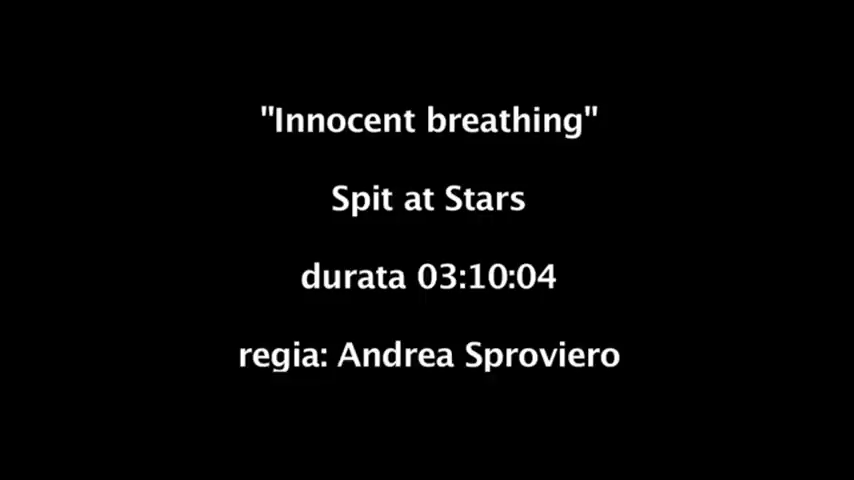 "Innocent breathing"
Spit at Stars
durata 03:10:04
regia: Andrea Sproviero